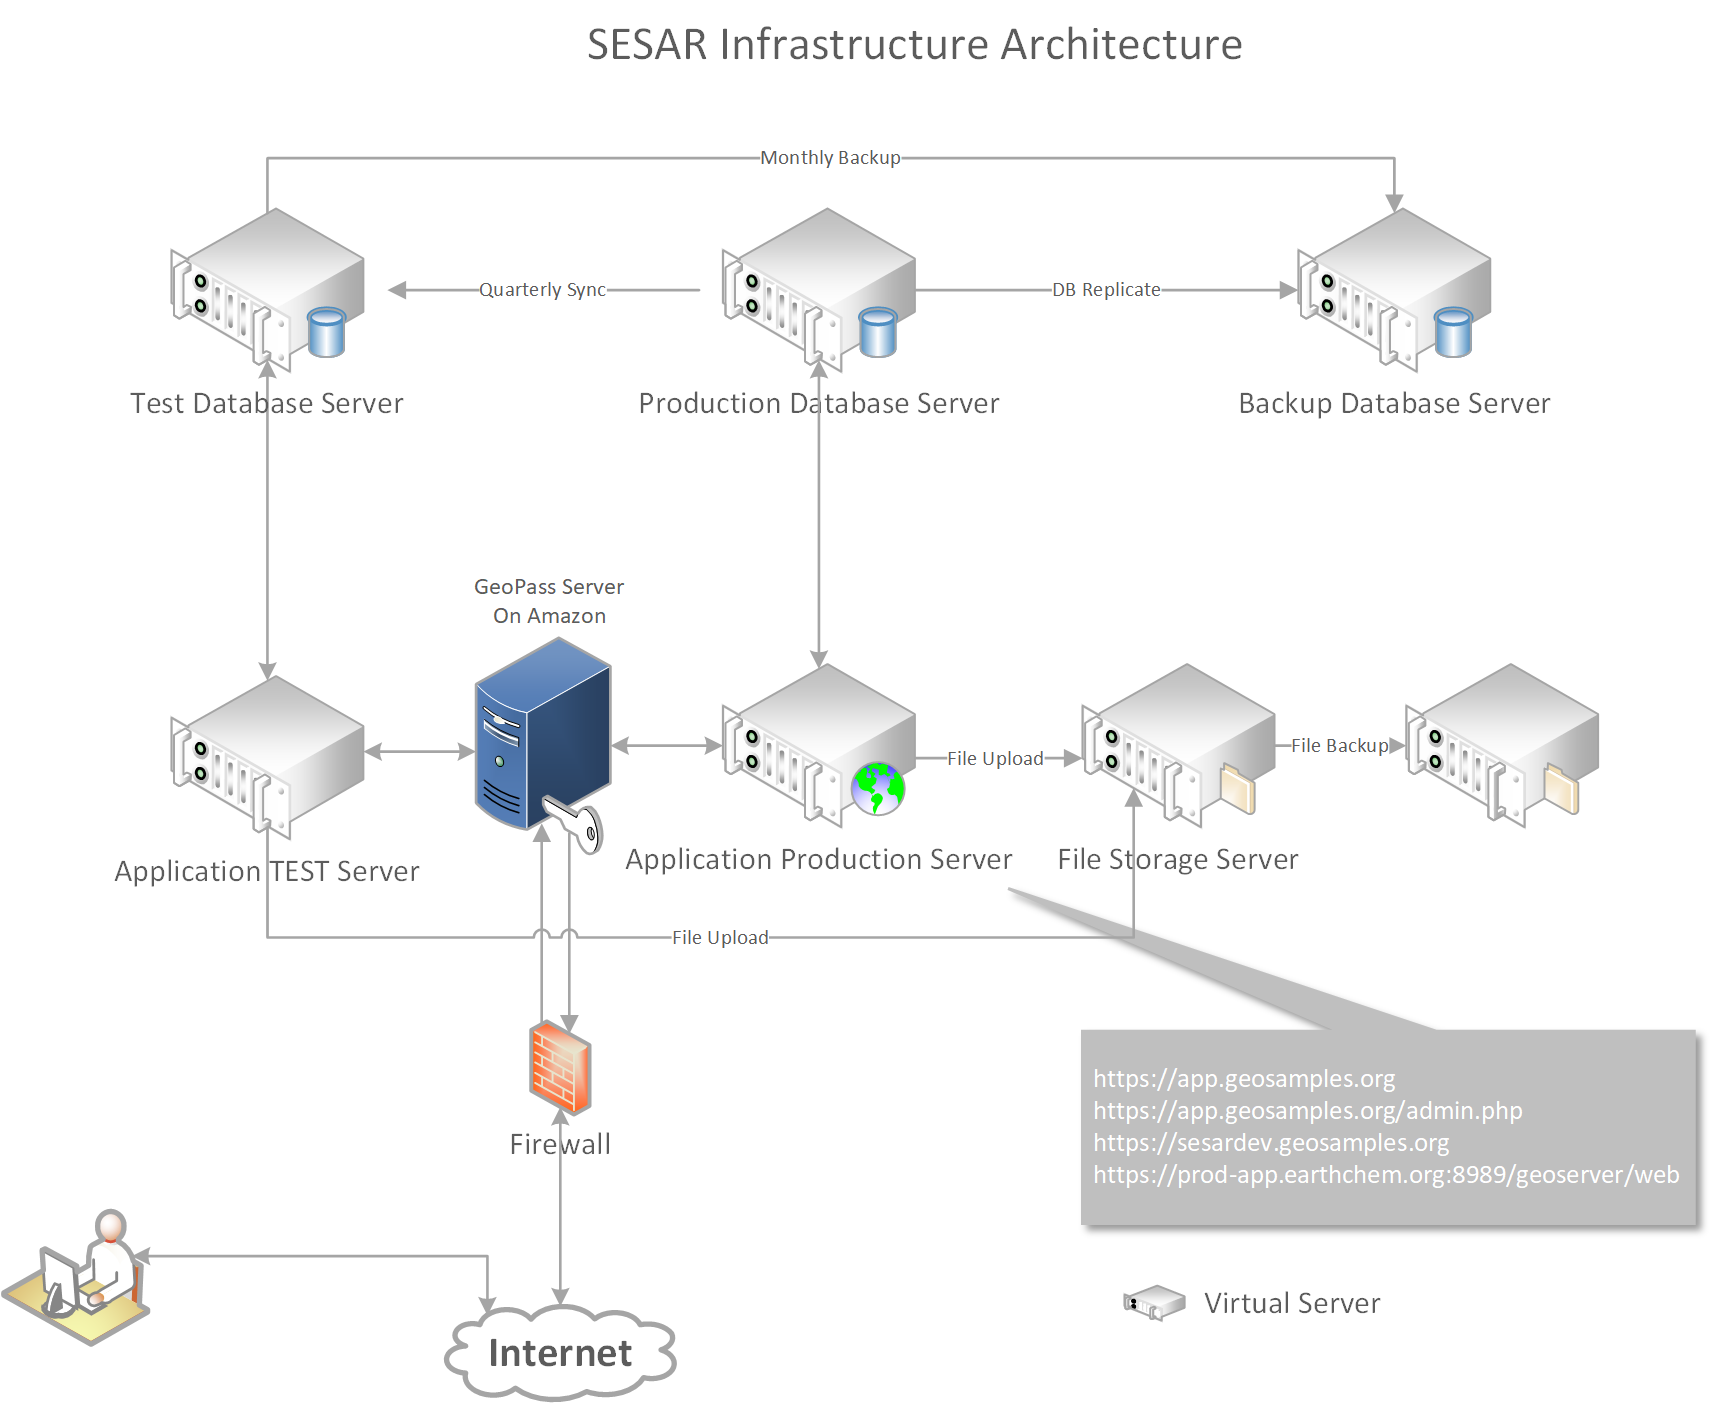 SESAR Infrastructure Architecture
Monthly Backup
Quarterly Sync
DB Replicate
Test Database Server
Production Database Server
Backup Database Server
GeoPass Server
On Amazon
File Upload
File Backup
Application TEST Server
Application Production Server
File Storage Server
File Upload
Firewall
https://app.geosamples.org
https://app.geosamples.org/admin.php
https://sesardev.geosamples.org
https://prod-app.earthchem.org:8989/geoserver/web
Virtual Server
Internet